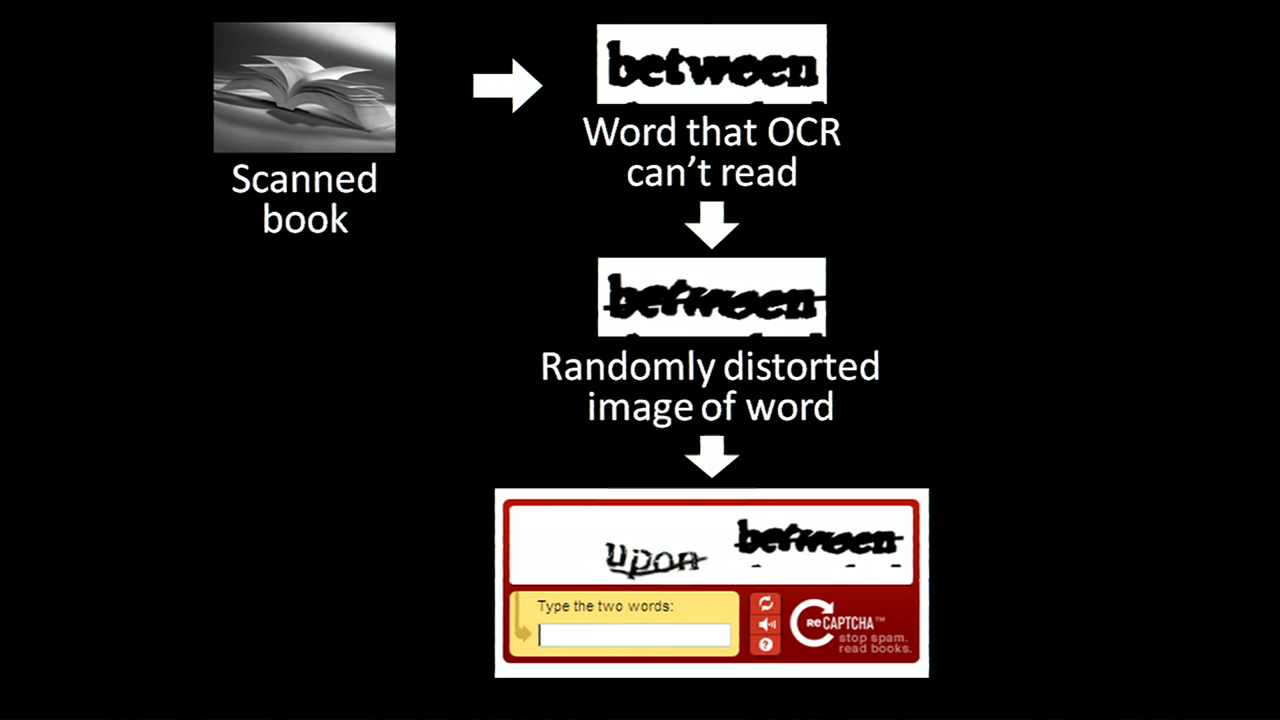 Scanned
book
between
Word that OCR
can’t read
between
Randomly distorted
image of word
upon between
Type the two words:
ReCAPTCHA™
stop spam.
read books.